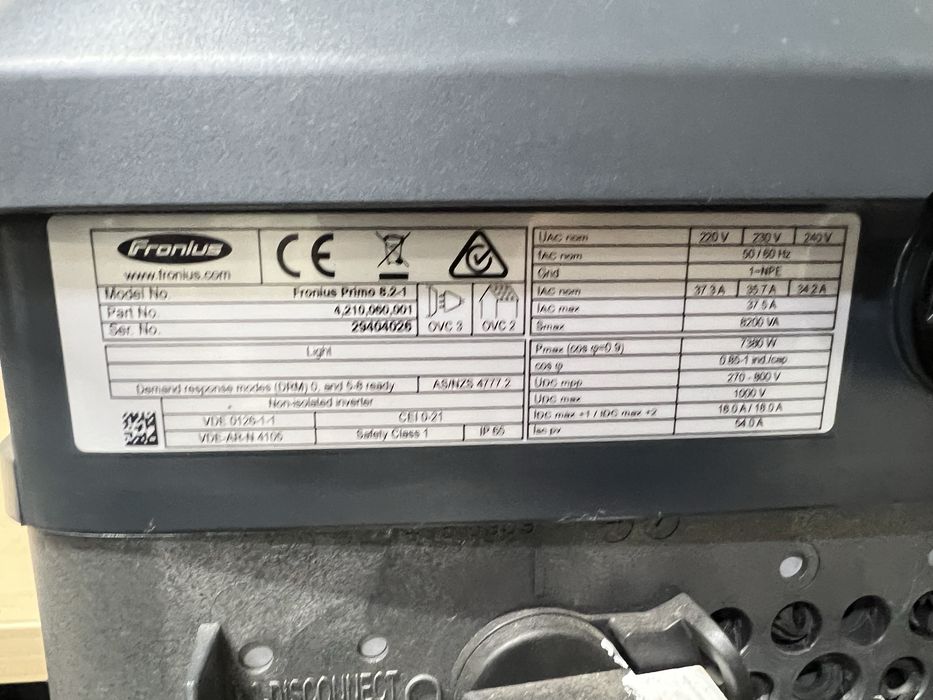 Fronius
www.fronius.com
CE
Model No. Fronius Primo 8.2-1
Part No. 4,210,060,001
Ser. No. 29404026
OVC 3 OVC 2
Light
Demand response modes (DRM) 0, and 5-8 ready AS/NZS 4777.2
Non-isolated inverter
VDE 0126-1-1 CEI 0-21
VDE-AR-N 4105 Safety Class 1 IP 65
UAC nom 220 V 230 V 240 V
fAC nom 50 / 60 Hz
Grid 1~NPE
IAC nom 37.3 A 35.7 A 34.2 A
IAC max 37.5 A
Smax 8200 VA
Pmax (cos φ=0.9) 7380 W
cos φ 0.85-1 ind./cap
UDC mpp 270 - 800 V
UDC max 1000 V
IDC max #1 / IDC max #2 18.0 A / 18.0 A
Isc pv 54.0 A
DISCONNECT